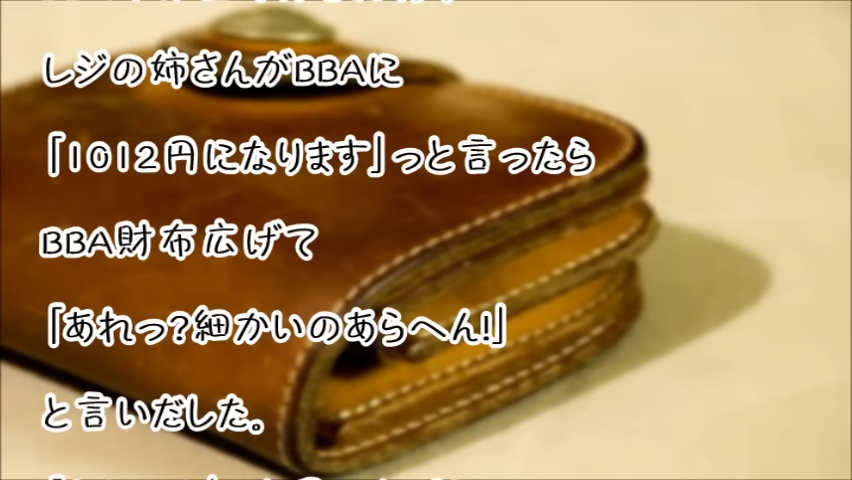 レジの姉さんがBBAに
「1012円になります」っと言ったら
BBA財布広げて
「あれっ?細かいのあらへん!」
と言いだした。